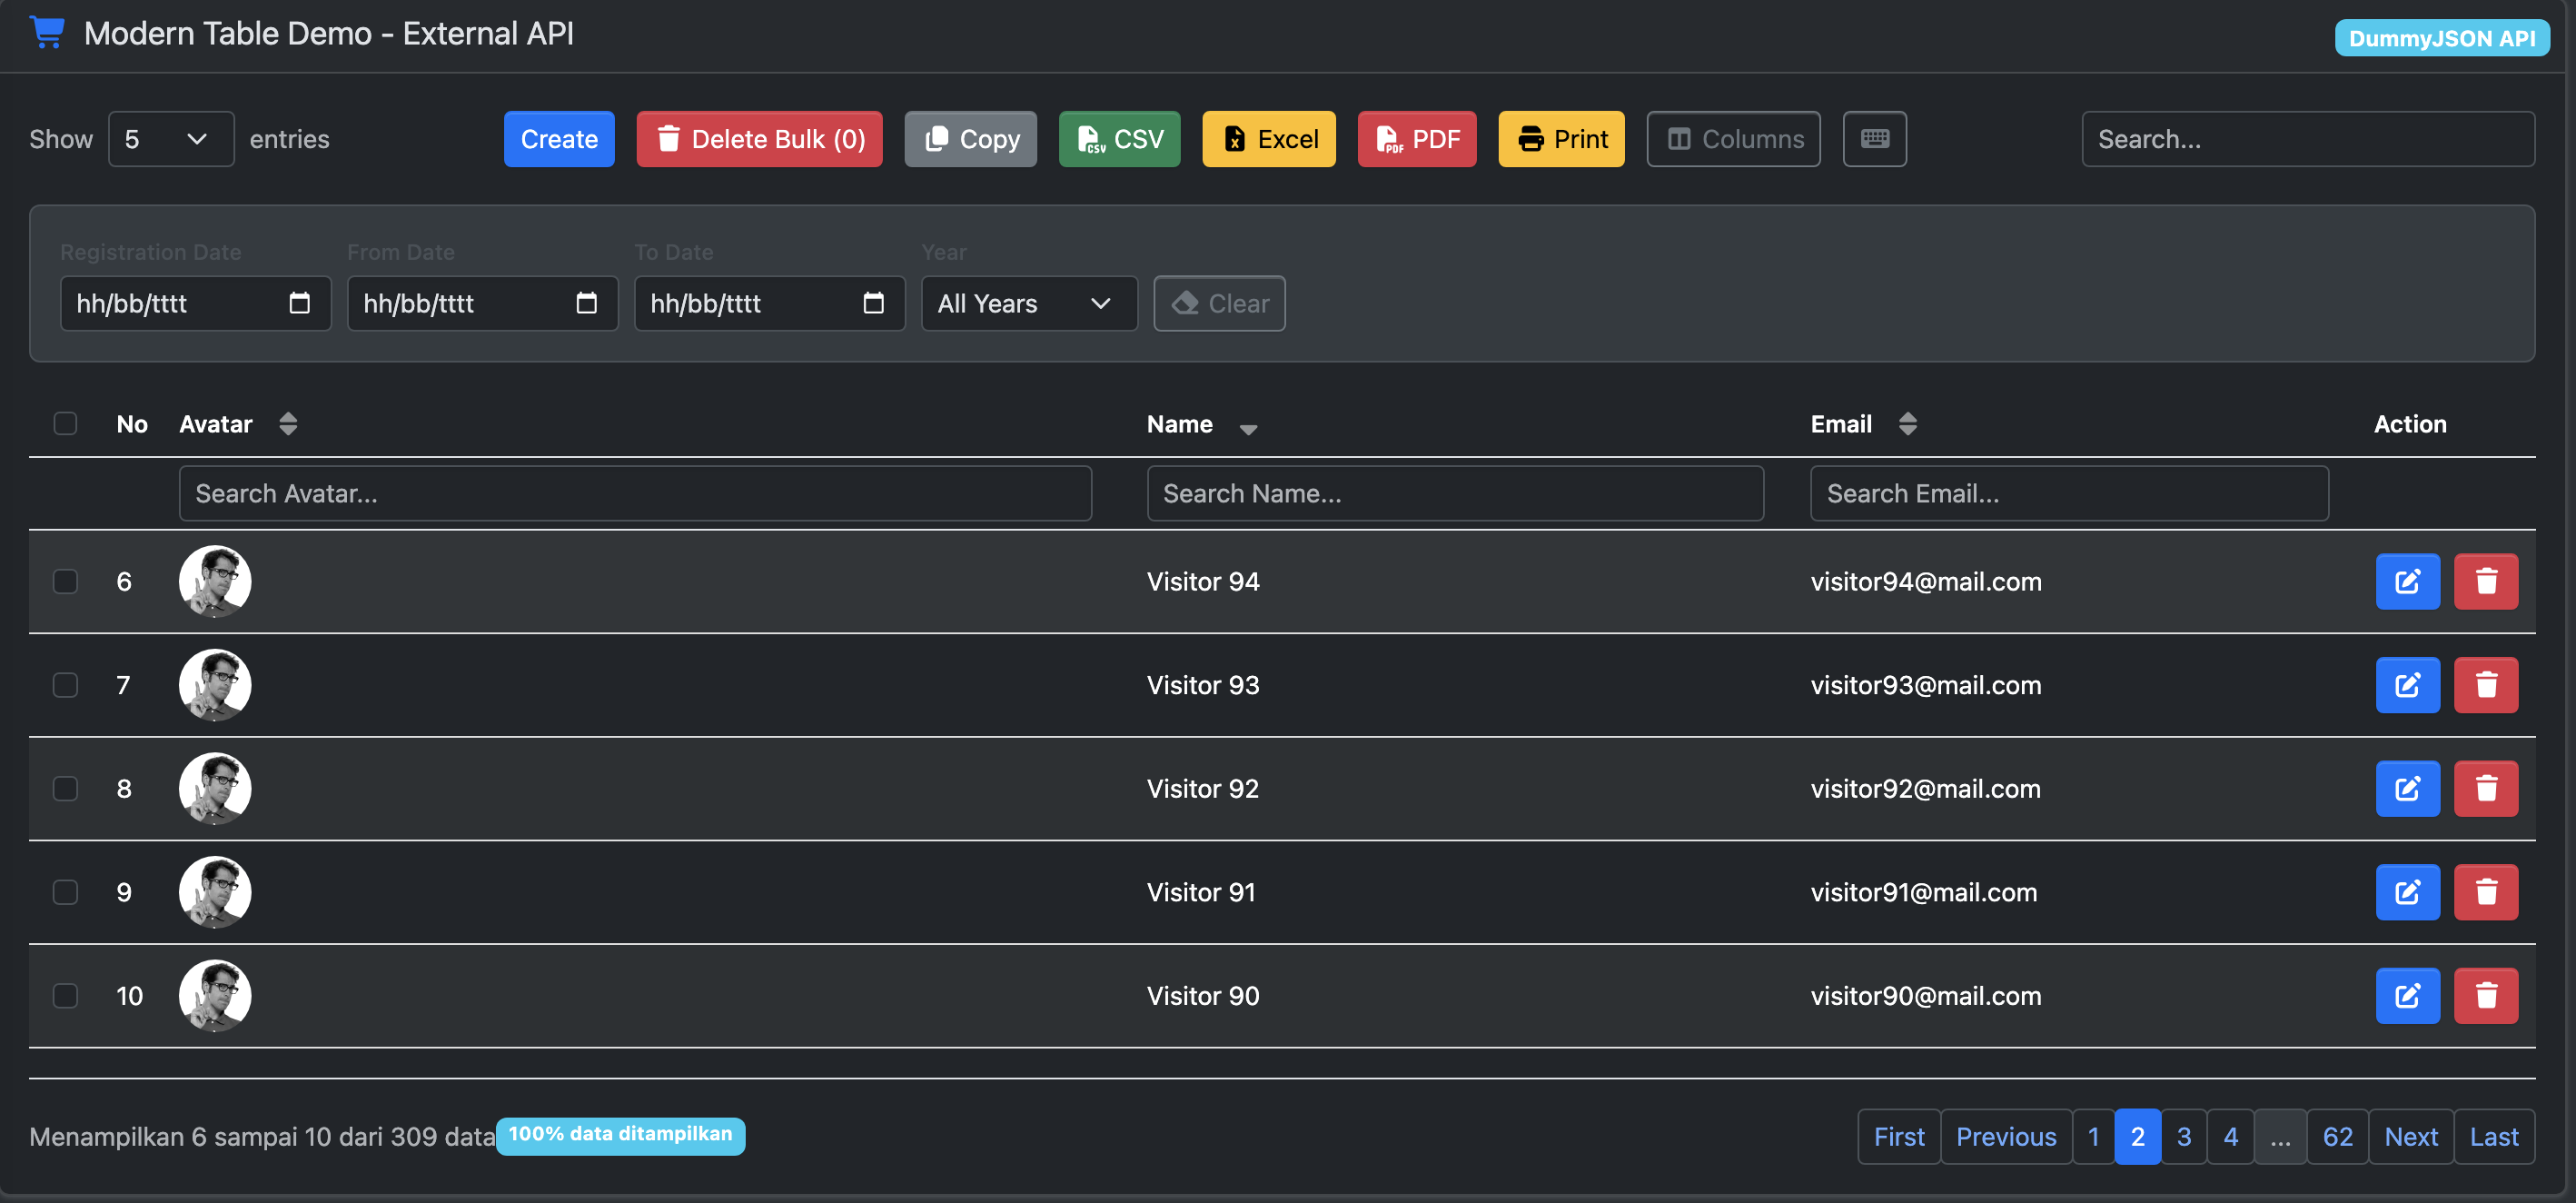 Modern Table Demo - External API
DummyJSON API
Show 5 entries
Create
Delete Bulk (0)
Copy
CSV
Excel
PDF
Print
Columns
Search...
Registration Date
From Date
To Date
Year
hh/bb/tttt
hh/bb/tttt
hh/bb/tttt
All Years
Clear
No Avatar Name Email Action
Search Avatar...
Search Name...
Search Email...
6 Visitor 94 visitor94@mail.com
7 Visitor 93 visitor93@mail.com
8 Visitor 92 visitor92@mail.com
9 Visitor 91 visitor91@mail.com
10 Visitor 90 visitor90@mail.com
Menampilkan 6 sampai 10 dari 309 data 100% data ditampilkan
First Previous 1 2 3 4 ... 62 Next Last